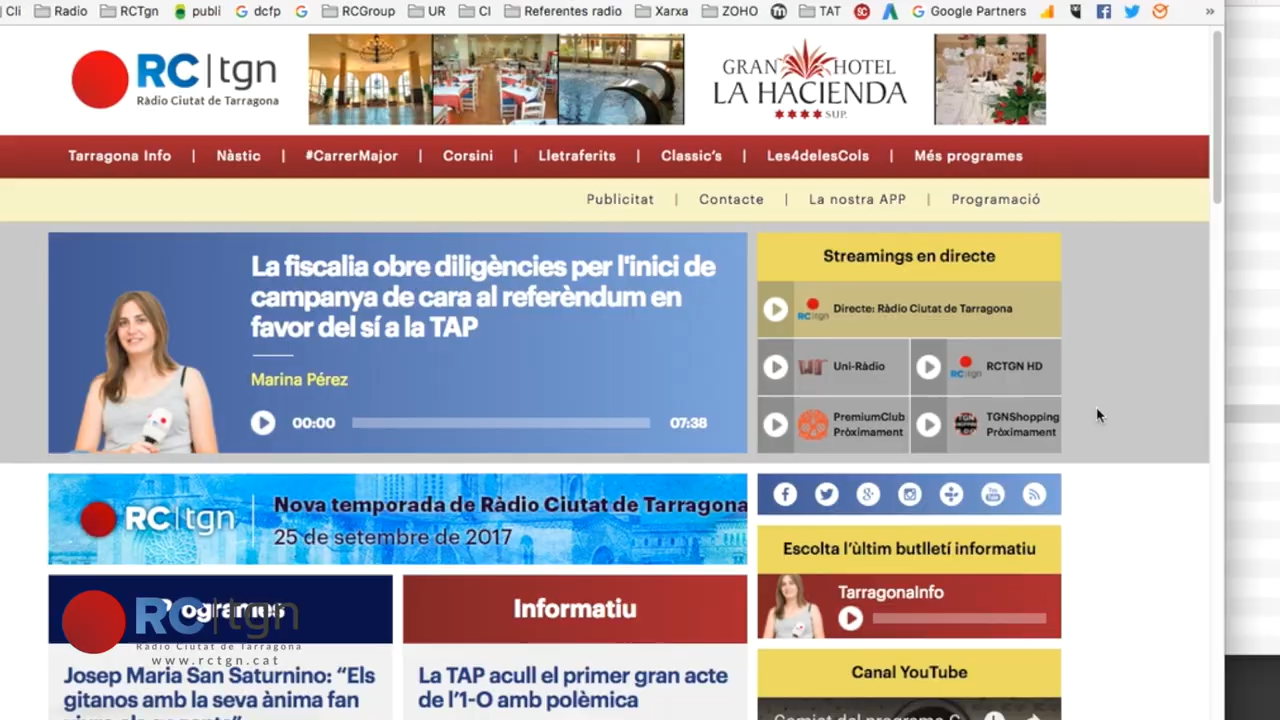 Cli
Radio
RCTgn
publi
dcfp
RCGroup
UR
CI
Referentes radio
Xarxa
ZOHO
TAT
Google Partners
»
RC|tgn
Ràdio Ciutat de Tarragona
GRAN HOTEL
LA HACIENDA
SUP.
Tarragona Info | Nàstic | #CarrerMajor | Corsini | Lletraferits | Classic's | Les4delesCols | Més programes
Publicitat | Contacte | La nostra APP | Programació
La fiscalia obre diligències per l'inici de
campanya de cara al referèndum en
favor del sí a la TAP
Marina Pérez
00:00
07:38
Streamings en directe
RC|tgn
Directe: Ràdio Ciutat de Tarragona
Uni-Ràdio
RC|tgn
RCTGN HD
PremiumClub
Pròximament
TGNShopping
Pròximament
RC|tgn
Nova temporada de Ràdio Ciutat de Tarragona
25 de setembre de 2017
Escolta l'ùltim butlletí informatiu
TarragonaInfo
Programes
Informatiu
RC|tgn
Ràdio Ciutat de Tarragona
www.rctgn.cat
Josep Maria San Saturnino: “Els
gitanos amb la seva ànima fan
La TAP acull el primer gran acte
de l'1-O amb polèmica
Canal YouTube